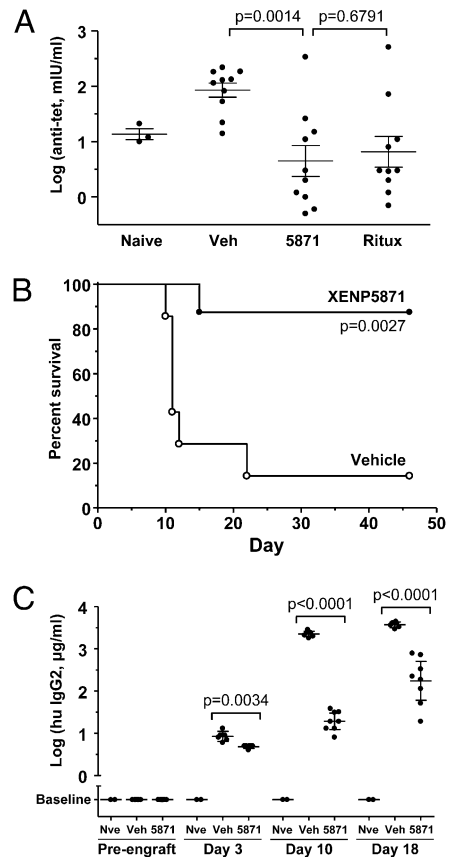 A
p=0.0014 p=0.6791
Log (anti-tet, mIU/ml)
3
2
1
0
Naive Veh 5871 Ritux
B
Percent survival
100
80
60
40
20
0
XENP5871
p=0.0027
Vehicle
0 10 20 30 40 50
Day
C
Log (hu IgG2, µg/ml)
4
3
2
1
0
Baseline
p=0.0034
p<0.0001
p<0.0001
Nve Veh 5871 Nve Veh 5871 Nve Veh 5871 Nve Veh 5871
Pre-engraft Day 3 Day 10 Day 18